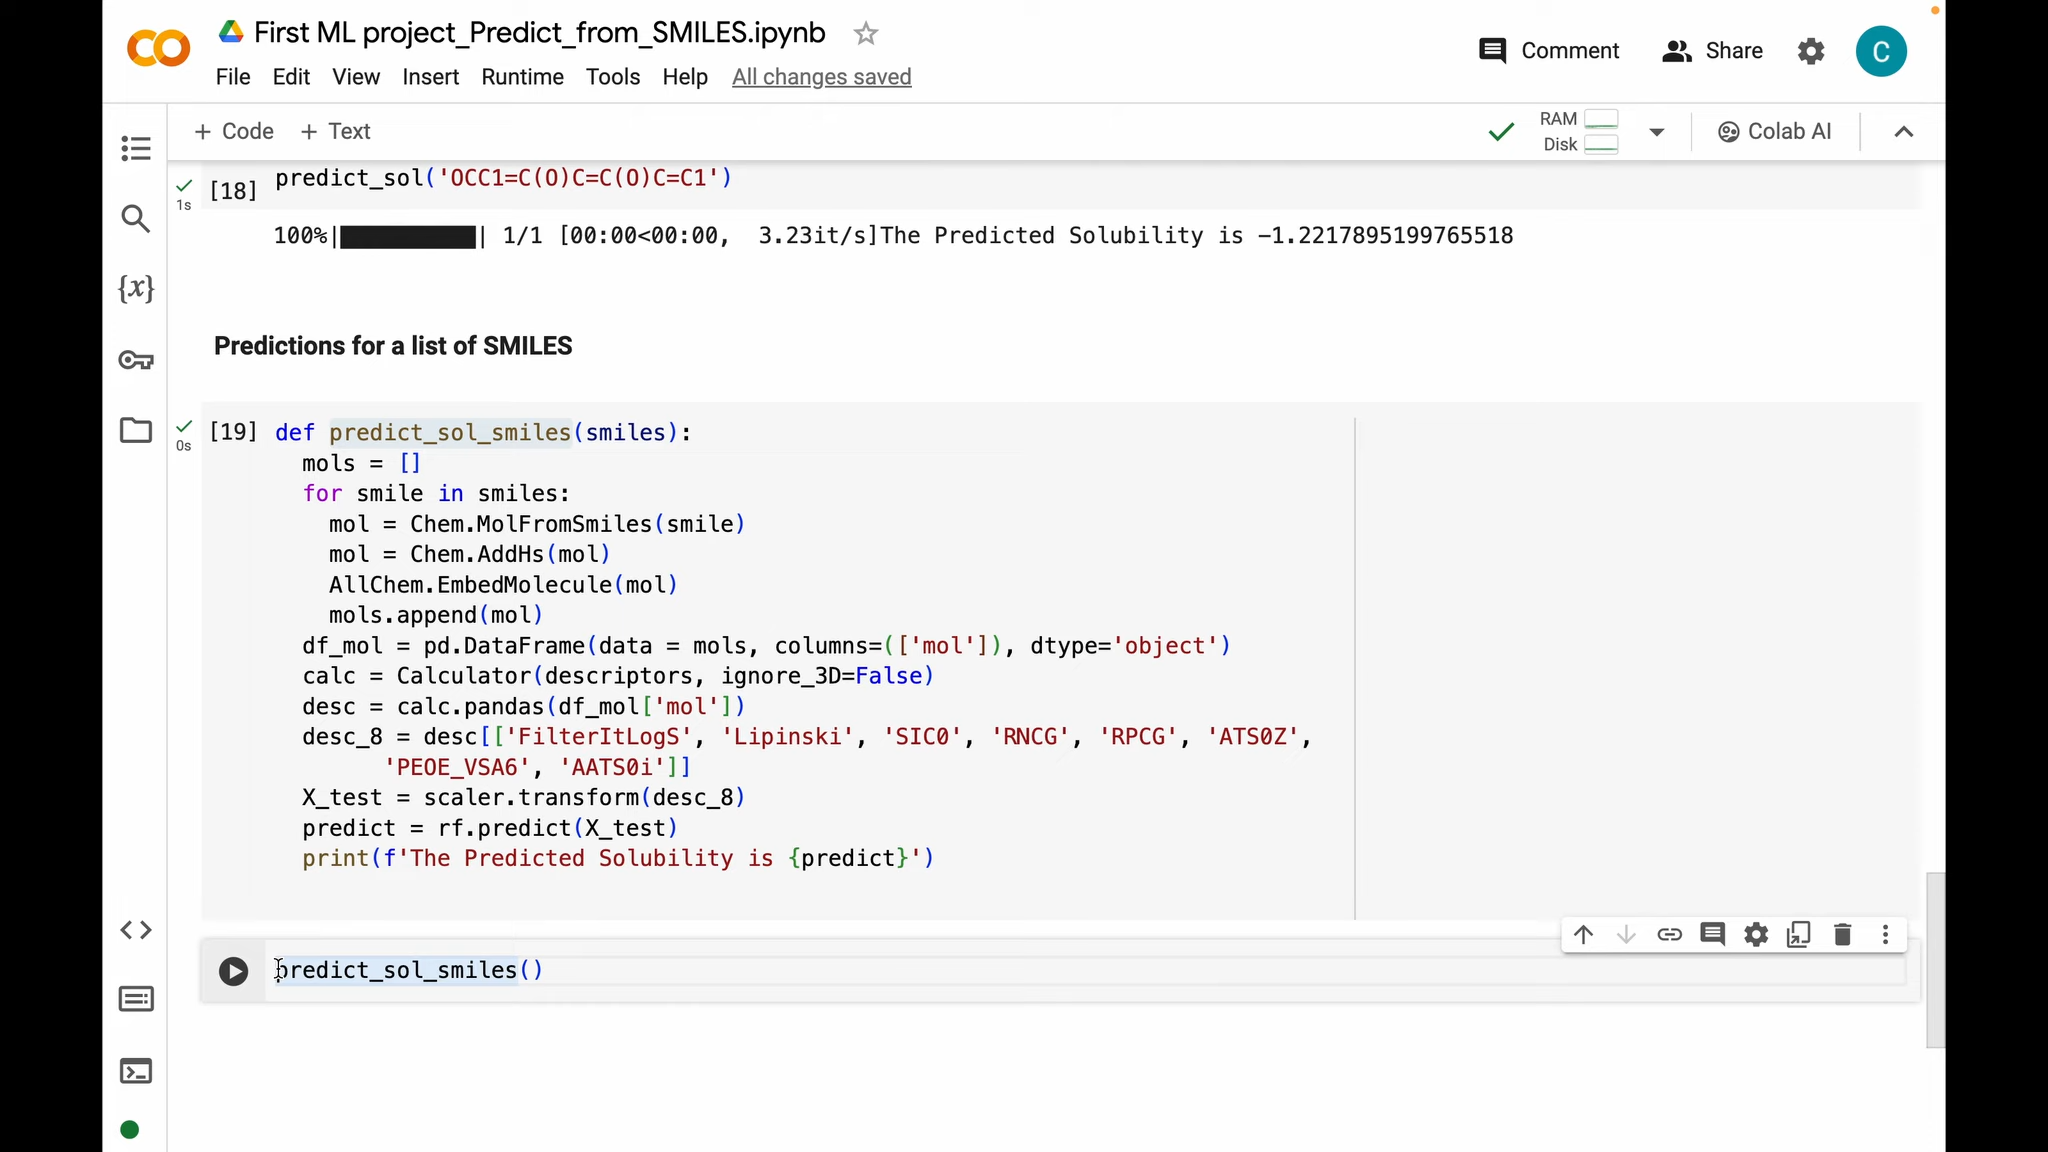 First ML project_Predict_from_SMILES.ipynb
File Edit View Insert Runtime Tools Help All changes saved
Comment Share C
+ Code + Text
RAM
Disk
Colab AI
1s [18] predict_sol('OCC1=C(O)C=C(O)C=C1')
100%|██████████| 1/1 [00:00<00:00, 3.23it/s]The Predicted Solubility is -1.2217895199765518
{x}
Predictions for a list of SMILES
0s [19] def predict_sol_smiles(smiles):
mols = []
for smile in smiles:
mol = Chem.MolFromSmiles(smile)
mol = Chem.AddHs(mol)
AllChem.EmbedMolecule(mol)
mols.append(mol)
df_mol = pd.DataFrame(data = mols, columns=(['mol']), dtype='object')
calc = Calculator(descriptors, ignore_3D=False)
desc = calc.pandas(df_mol['mol'])
desc_8 = desc[['FilterItLogS', 'Lipinski', 'SIC0', 'RNCG', 'RPCG', 'ATS0Z',
'PEOE_VSA6', 'AATS0i']]
X_test = scaler.transform(desc_8)
predict = rf.predict(X_test)
print(f'The Predicted Solubility is {predict}')
predict_sol_smiles()